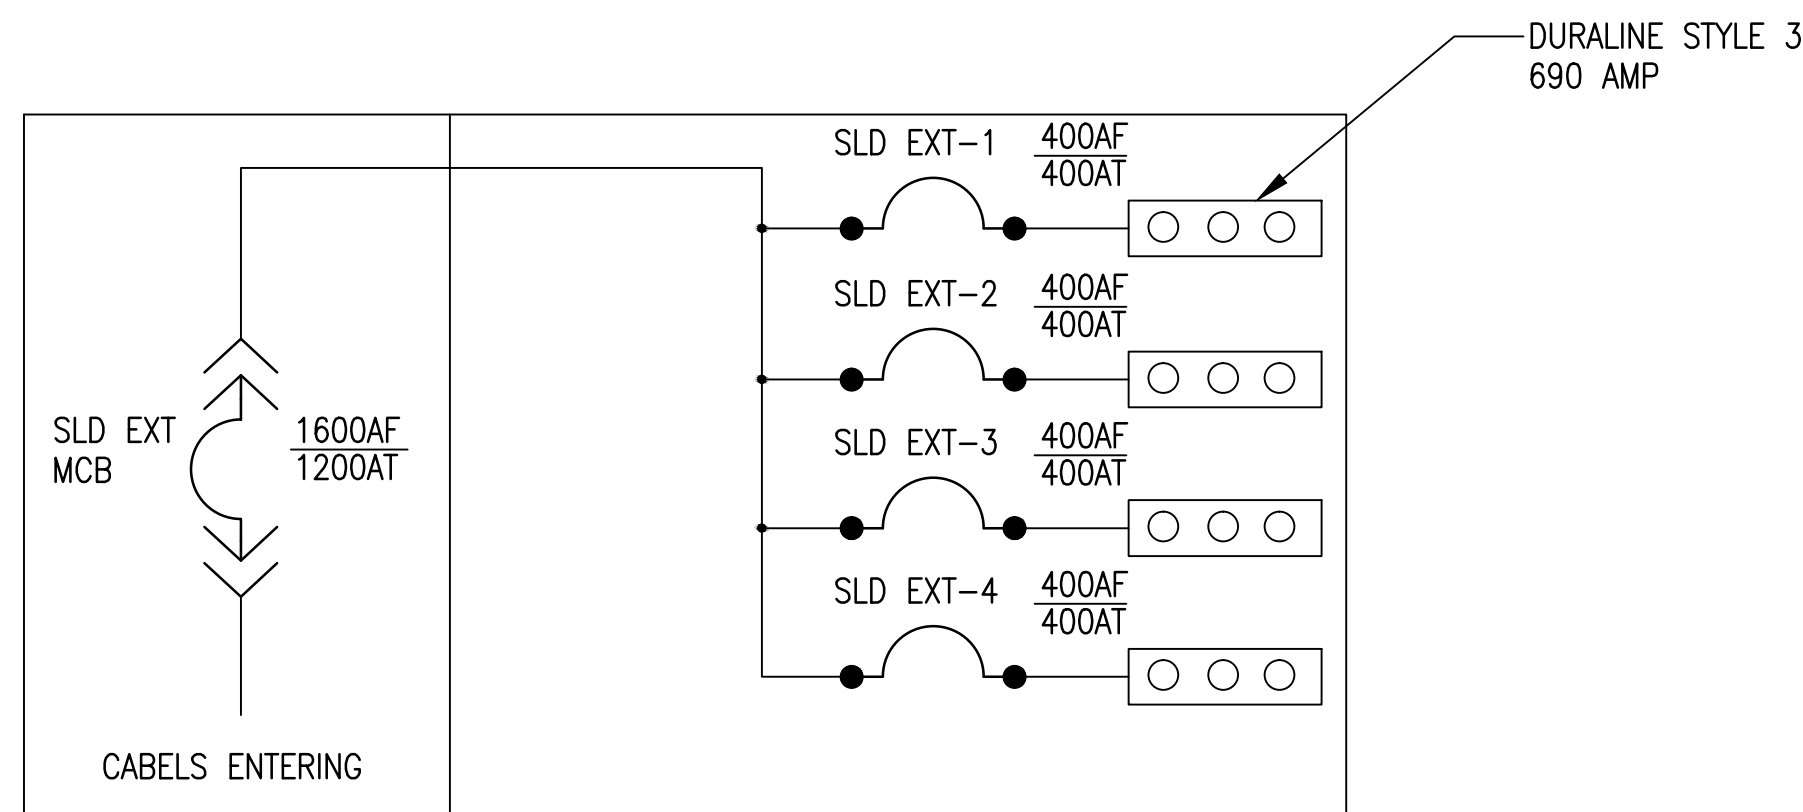 DURALINE STYLE 3
690 AMP
SLD EXT-1
400AF
400AT
SLD EXT-2
400AF
400AT
SLD EXT
MCB
1600AF
1200AT
SLD EXT-3
400AF
400AT
SLD EXT-4
400AF
400AT
CABELS ENTERING